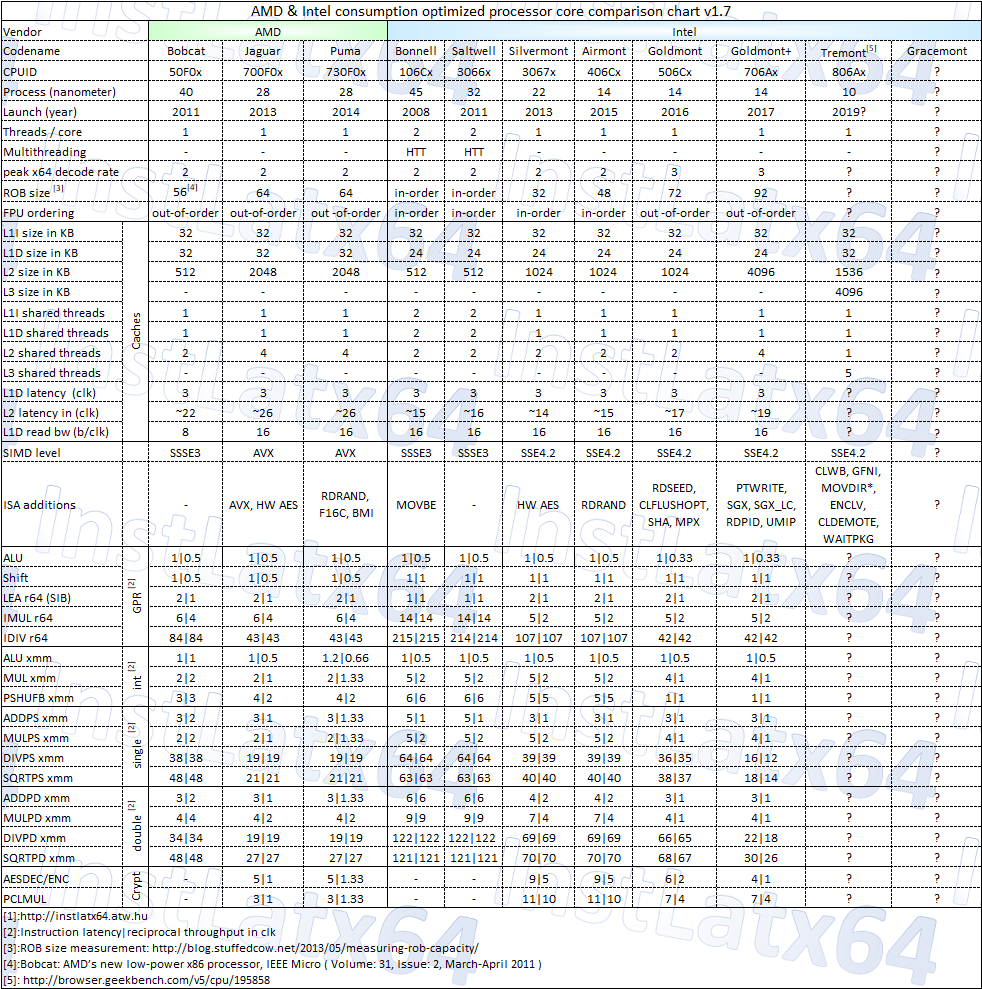 AMD & Intel consumption optimized processor core comparison chart v1.7
Vendor AMD Intel
Codename Bobcat Jaguar Puma Bonnell Saltwell Silvermont Airmont Goldmont Goldmont+ Tremont[5] Gracemont
CPUID 50F0x 700F0x 730F0x 106Cx 3066x 3067x 406Cx 506Cx 706Ax 806Ax ?
Process (nanometer) 40 28 28 45 32 22 14 14 14 10 ?
Launch (year) 2011 2013 2014 2008 2011 2013 2015 2016 2017 2019? ?
Threads / core 1 1 1 2 2 1 1 1 1 1 ?
Multithreading - - - HTT HTT - - - - - ?
peak x64 decode rate 2 2 2 2 2 2 2 3 3 ? ?
ROB size [3] 56[4] 64 64 in-order in-order 32 48 72 92 ? ?
FPU ordering out-of-order out-of-order out -of-order in-order in-order in-order in-order out -of-order out -of-order ? ?
Caches
L1I size in KB 32 32 32 32 32 32 32 32 32 32 ?
L1D size in KB 32 32 32 24 24 24 24 24 24 32 ?
L2 size in KB 512 2048 2048 512 512 1024 1024 1024 4096 1536 ?
L3 size in KB - - - - - - - - - 4096 ?
L1I shared threads 1 1 1 2 2 1 1 1 1 1 ?
L1D shared threads 1 1 1 2 2 1 1 1 1 1 ?
L2 shared threads 2 4 4 2 2 2 2 2 4 1 ?
L3 shared threads - - - - - - - - - 5 ?
L1D latency (clk) 3 3 3 3 3 3 3 3 3 ? ?
L2 latency in (clk) ~22 ~26 ~26 ~15 ~16 ~14 ~15 ~17 ~19 ? ?
L1D read bw (b/clk) 8 16 16 16 16 16 16 16 16 ? ?
SIMD level SSSE3 AVX AVX SSSE3 SSSE3 SSE4.2 SSE4.2 SSE4.2 SSE4.2 SSE4.2 ?
ISA additions - AVX, HW AES RDRAND, F16C, BMI MOVBE - HW AES RDRAND RDSEED, CLFLUSHOPT, SHA, MPX PTWRITE, SGX, SGX_LC, RDPID, UMIP CLWB, GFNI, MOVDIR*, ENCLV, CLDEMOTE, WAITPKG ?
GPR [2]
ALU 1|0.5 1|0.5 1|0.5 1|0.5 1|0.5 1|0.5 1|0.5 1|0.33 1|0.33 ? ?
Shift 1|0.5 1|0.5 1|0.5 1|1 1|1 1|1 1|1 1|1 1|1 ? ?
LEA r64 (SIB) 2|1 2|1 2|1 1|1 1|1 2|1 2|1 2|1 2|1 ? ?
IMUL r64 6|4 6|4 6|4 14|14 14|14 5|2 5|2 5|2 5|2 ? ?
IDIV r64 84|84 43|43 43|43 215|215 214|214 107|107 107|107 42|42 42|42 ? ?
int [2]
ALU xmm 1|1 1|0.5 1.2|0.66 1|0.5 1|0.5 1|0.5 1|0.5 1|0.5 1|0.5 ? ?
MUL xmm 2|2 2|1 2|1.33 5|2 5|2 5|2 5|2 4|1 4|1 ? ?
PSHUFB xmm 3|3 4|2 4|2 6|6 6|6 5|5 5|5 1|1 1|1 ? ?
single [2]
ADDPS xmm 3|2 3|1 3|1.33 5|1 5|1 3|1 3|1 3|1 3|1 ? ?
MULPS xmm 2|2 2|1 2|1.33 5|2 5|2 5|2 5|2 4|1 4|1 ? ?
DIVPS xmm 38|38 19|19 19|19 64|64 64|64 39|39 39|39 36|35 16|12 ? ?
SQRTPS xmm 48|48 21|21 21|21 63|63 63|63 40|40 40|40 38|37 18|14 ? ?
double [2]
ADDPD xmm 3|2 3|1 3|1.33 6|6 6|6 4|2 4|2 3|1 3|1 ? ?
MULPD xmm 4|4 4|2 4|2 9|9 9|9 7|4 7|4 4|1 4|1 ? ?
DIVPD xmm 34|34 19|19 19|19 122|122 122|122 69|69 69|69 66|65 22|18 ? ?
SQRTPD xmm 48|48 27|27 27|27 121|121 121|121 70|70 70|70 68|67 30|26 ? ?
Crypt
AESDEC/ENC - 5|1 5|1.33 - - 9|5 9|5 6|2 4|1 ? ?
PCLMUL - 3|1 3|1.33 - - 11|10 11|10 7|4 7|4 ? ?
[1]:http://instlatx64.atw.hu
[2]:Instruction latency|reciprocal throughput in clk
[3]:ROB size measurement: http://blog.stuffedcow.net/2013/05/measuring-rob-capacity/
[4]:Bobcat: AMD's new low-power x86 processor, IEEE Micro ( Volume: 31, Issue: 2, March-April 2011 )
[5]: http://browser.geekbench.com/v5/cpu/195858
InstLatx64